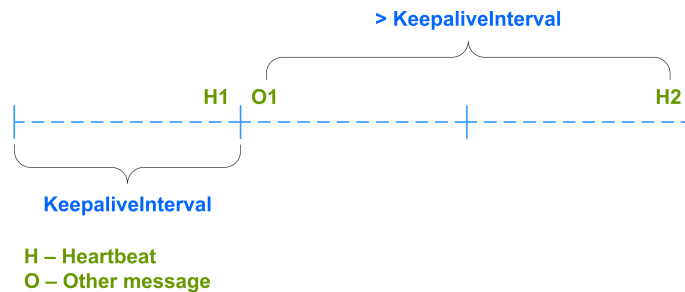 > KeepaliveInterval
H1 O1 H2
KeepaliveInterval
H – Heartbeat
O – Other message